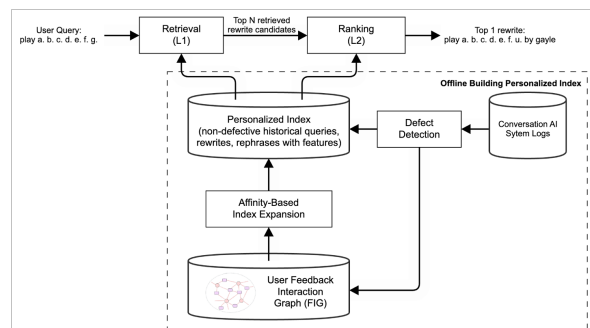 User Query:
play a. b. c. d. e. f. g.
Retrieval
(L1)
Top N retrieved
rewrite candidates
Ranking
(L2)
Top 1 rewrite:
play a. b. c. d. e. f. u. by gayle
Offline Building Personalized Index
Personalized Index
(non-defective historical queries,
rewrites, rephrases with features)
Defect
Detection
Conversation AI
Sytem Logs
Affinity-Based
Index Expansion
User Feedback
Interaction
Graph (FIG)